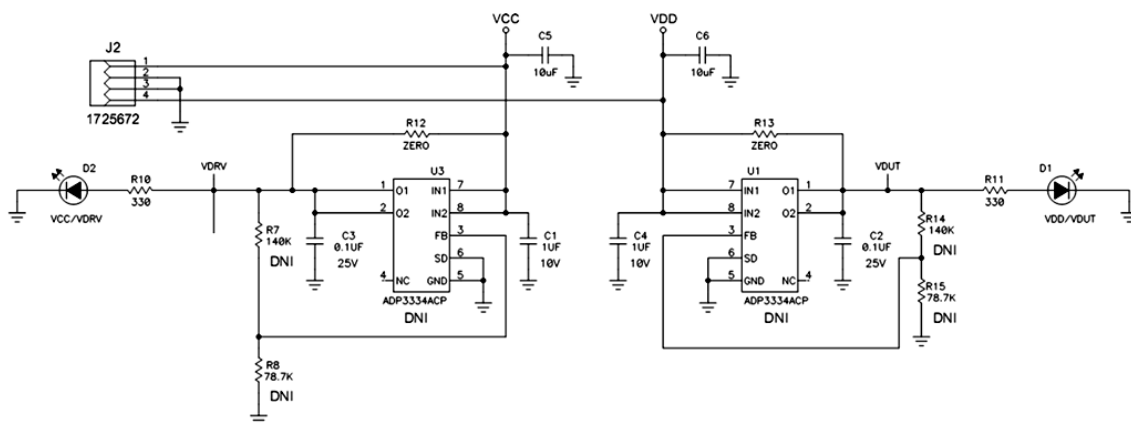 VCC
VDD
J2
1
2
3
4
1725672
C5
10uF
C6
10uF
R12
ZERO
R13
ZERO
D2
VCC/VDRV
R10
330
VDRV
U3
1 O1 IN1 7
2 O2 IN2 8
FB 3
SD 6
4 NC GND 5
ADP3334ACP
DNI
R7
140K
DNI
C3
0.1UF
25V
C1
1UF
10V
R8
78.7K
DNI
U1
7 IN1 O1 1
8 IN2 O2 2
3 FB
6 SD
5 GND NC 4
ADP3334ACP
DNI
C4
1UF
10V
C2
0.1UF
25V
VDUT
R11
330
D1
VDD/VDUT
R14
140K
DNI
R15
78.7K
DNI